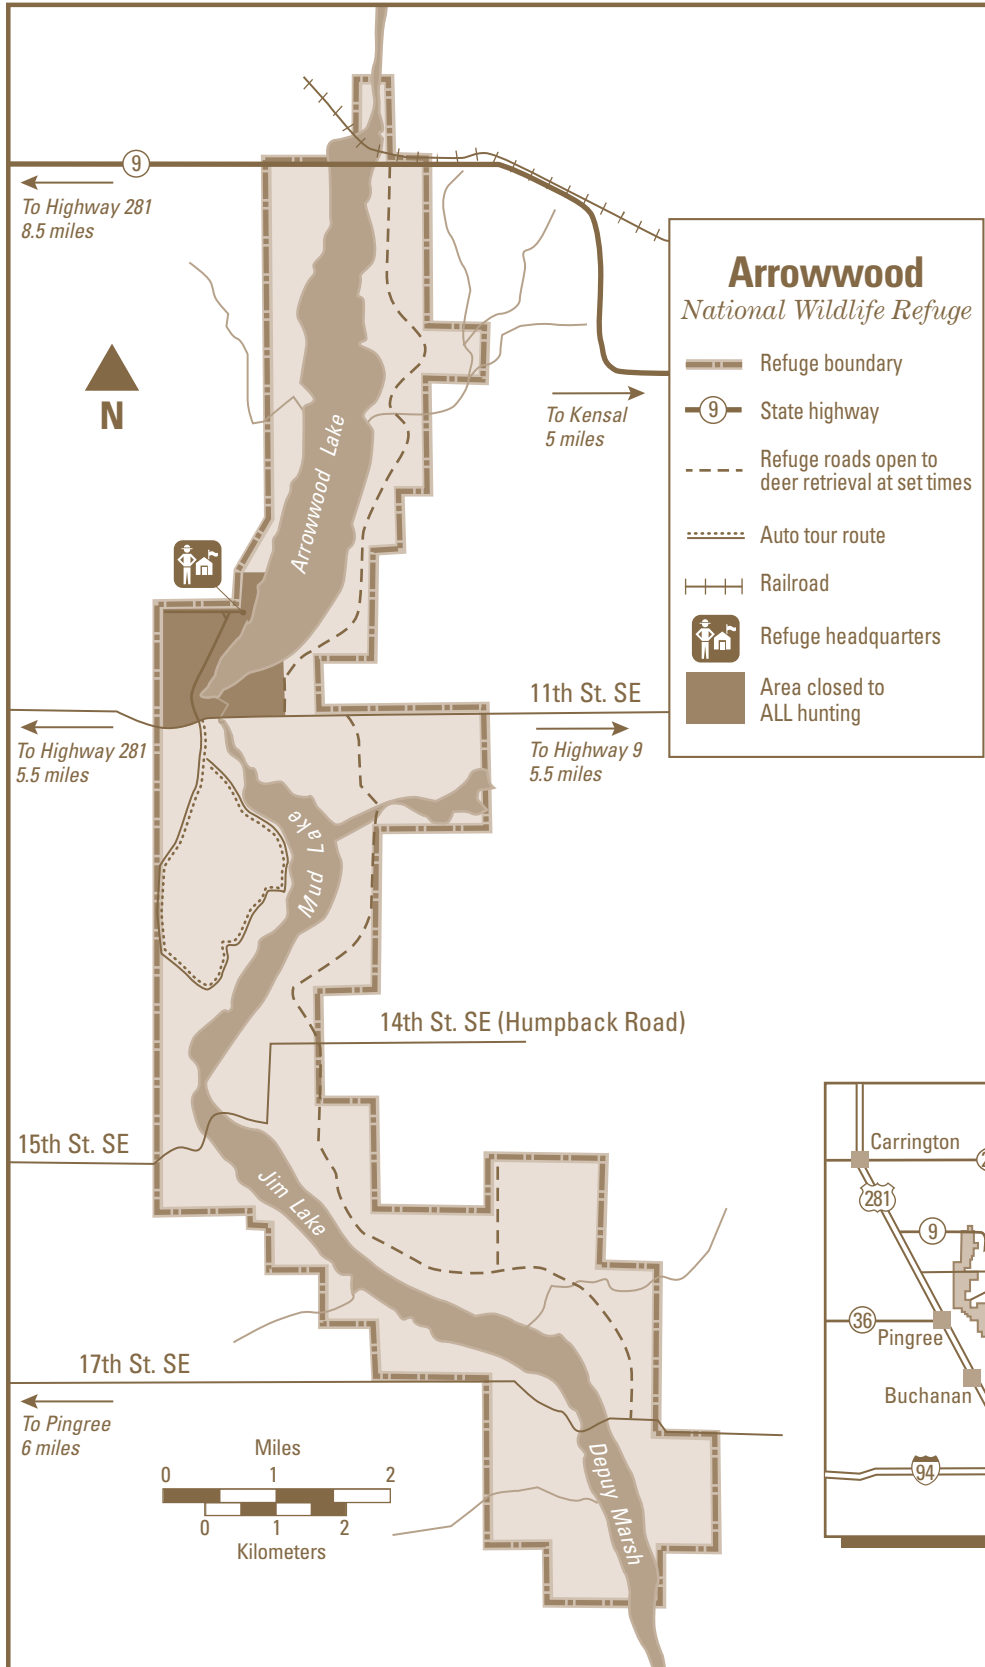 9
To Highway 281
8.5 miles
N
Arrowwood
National Wildlife Refuge
Refuge boundary
9
State highway
Refuge roads open to
deer retrieval at set times
Auto tour route
Railroad
Refuge headquarters
Area closed to
ALL hunting
To Kensal
5 miles
Arrowwood Lake
11th St. SE
To Highway 281
5.5 miles
To Highway 9
5.5 miles
Mud Lake
14th St. SE (Humpback Road)
15th St. SE
Jim Lake
17th St. SE
To Pingree
6 miles
Depuy Marsh
Miles
0 1 2
0 1 2
Kilometers
Carrington
281
9
36
Pingree
Buchanan
94